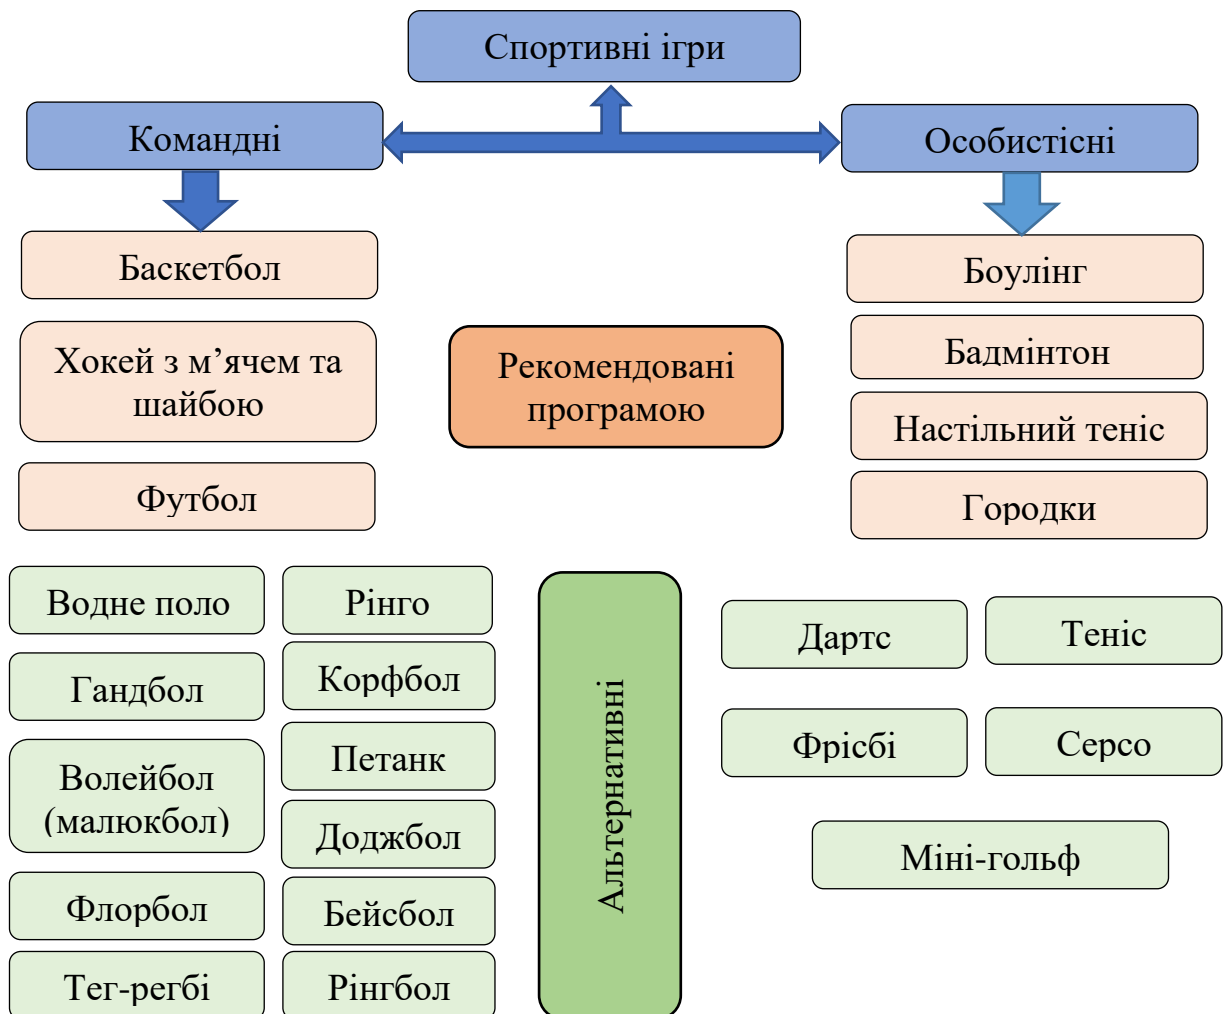 Спортивні ігри
Командні
Особистісні
Баскетбол
Хокей з м’ячем та
шайбою
Футбол
Рекомендовані
програмою
Боулінг
Бадмінтон
Настільний теніс
Городки
Водне поло
Гандбол
Волейбол
(малюкбол)
Флорбол
Тег-регбі
Рінго
Корфбол
Петанк
Доджбол
Бейсбол
Рінгбол
Альтернативні
Дартс
Теніс
Фрісбі
Серсо
Міні-гольф